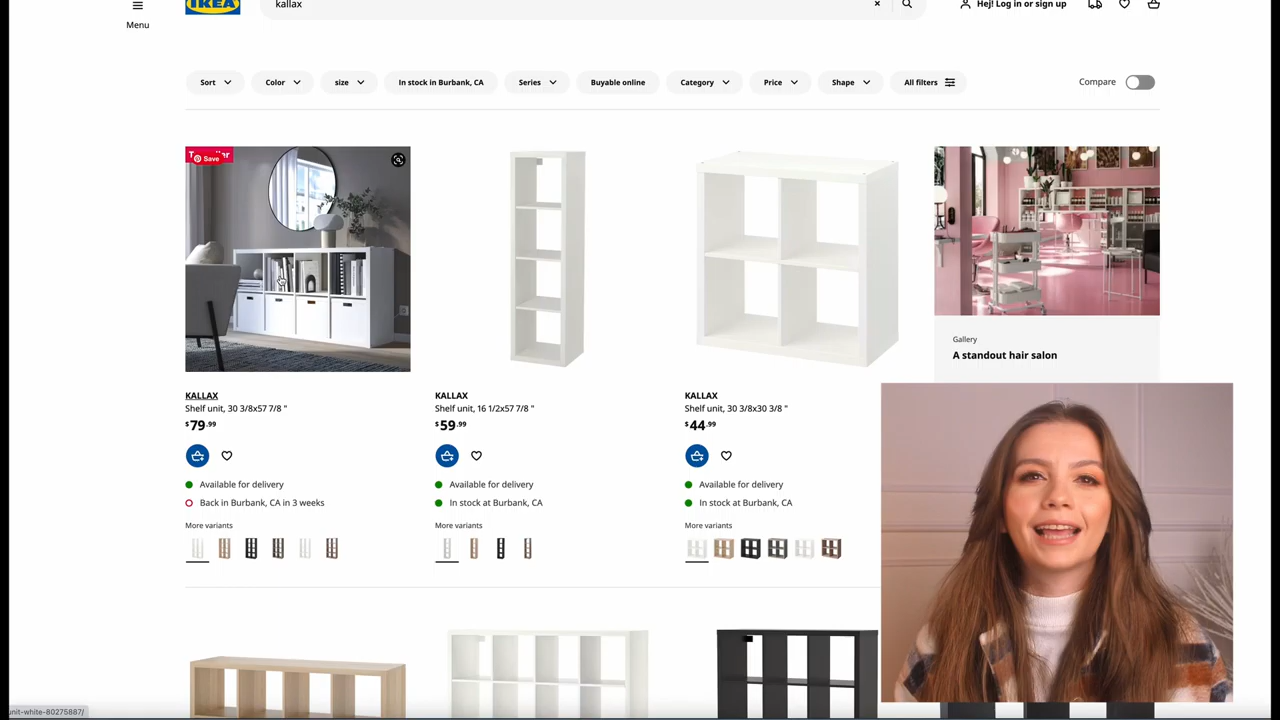 IKEA
kallax
Hej! Log in or sign up
Menu
Sort
Color
size
In stock in Burbank, CA
Series
Buyable online
Category
Price
Shape
All filters
Compare
Save
Gallery
A standout hair salon
KALLAX
Shelf unit, 30 3/8x57 7/8 "
$79.99
Available for delivery
Back in Burbank, CA in 3 weeks
More variants
KALLAX
Shelf unit, 16 1/2x57 7/8 "
$59.99
Available for delivery
In stock at Burbank, CA
More variants
KALLAX
Shelf unit, 30 3/8x30 3/8 "
$44.99
Available for delivery
In stock at Burbank, CA
More variants
unit-white-80275887/